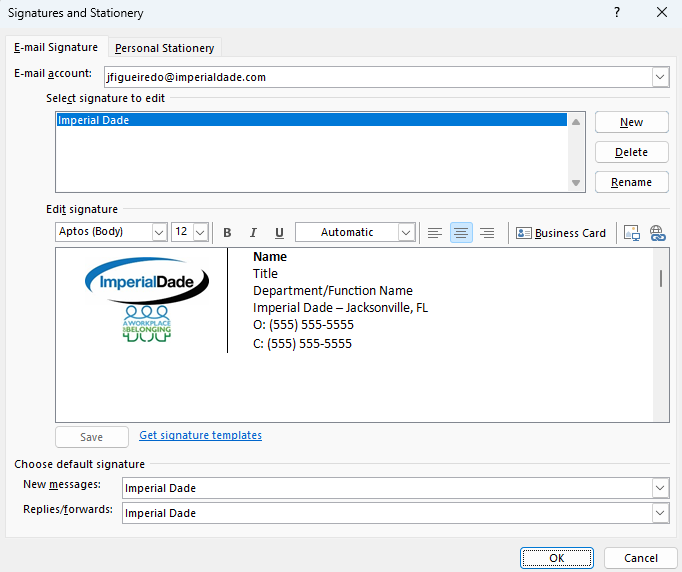 Signatures and Stationery
?
E-mail Signature
Personal Stationery
E-mail account:
jfigueiredo@imperialdade.com
Select signature to edit
Imperial Dade
New
Delete
Rename
Edit signature
Aptos (Body)
12
B I U
Automatic
Business Card
ImperialDade
A WORKPLACE
FOR BELONGING
Name
Title
Department/Function Name
Imperial Dade – Jacksonville, FL
O: (555) 555-5555
C: (555) 555-5555
Save
Get signature templates
Choose default signature
New messages:
Imperial Dade
Replies/forwards:
Imperial Dade
OK
Cancel